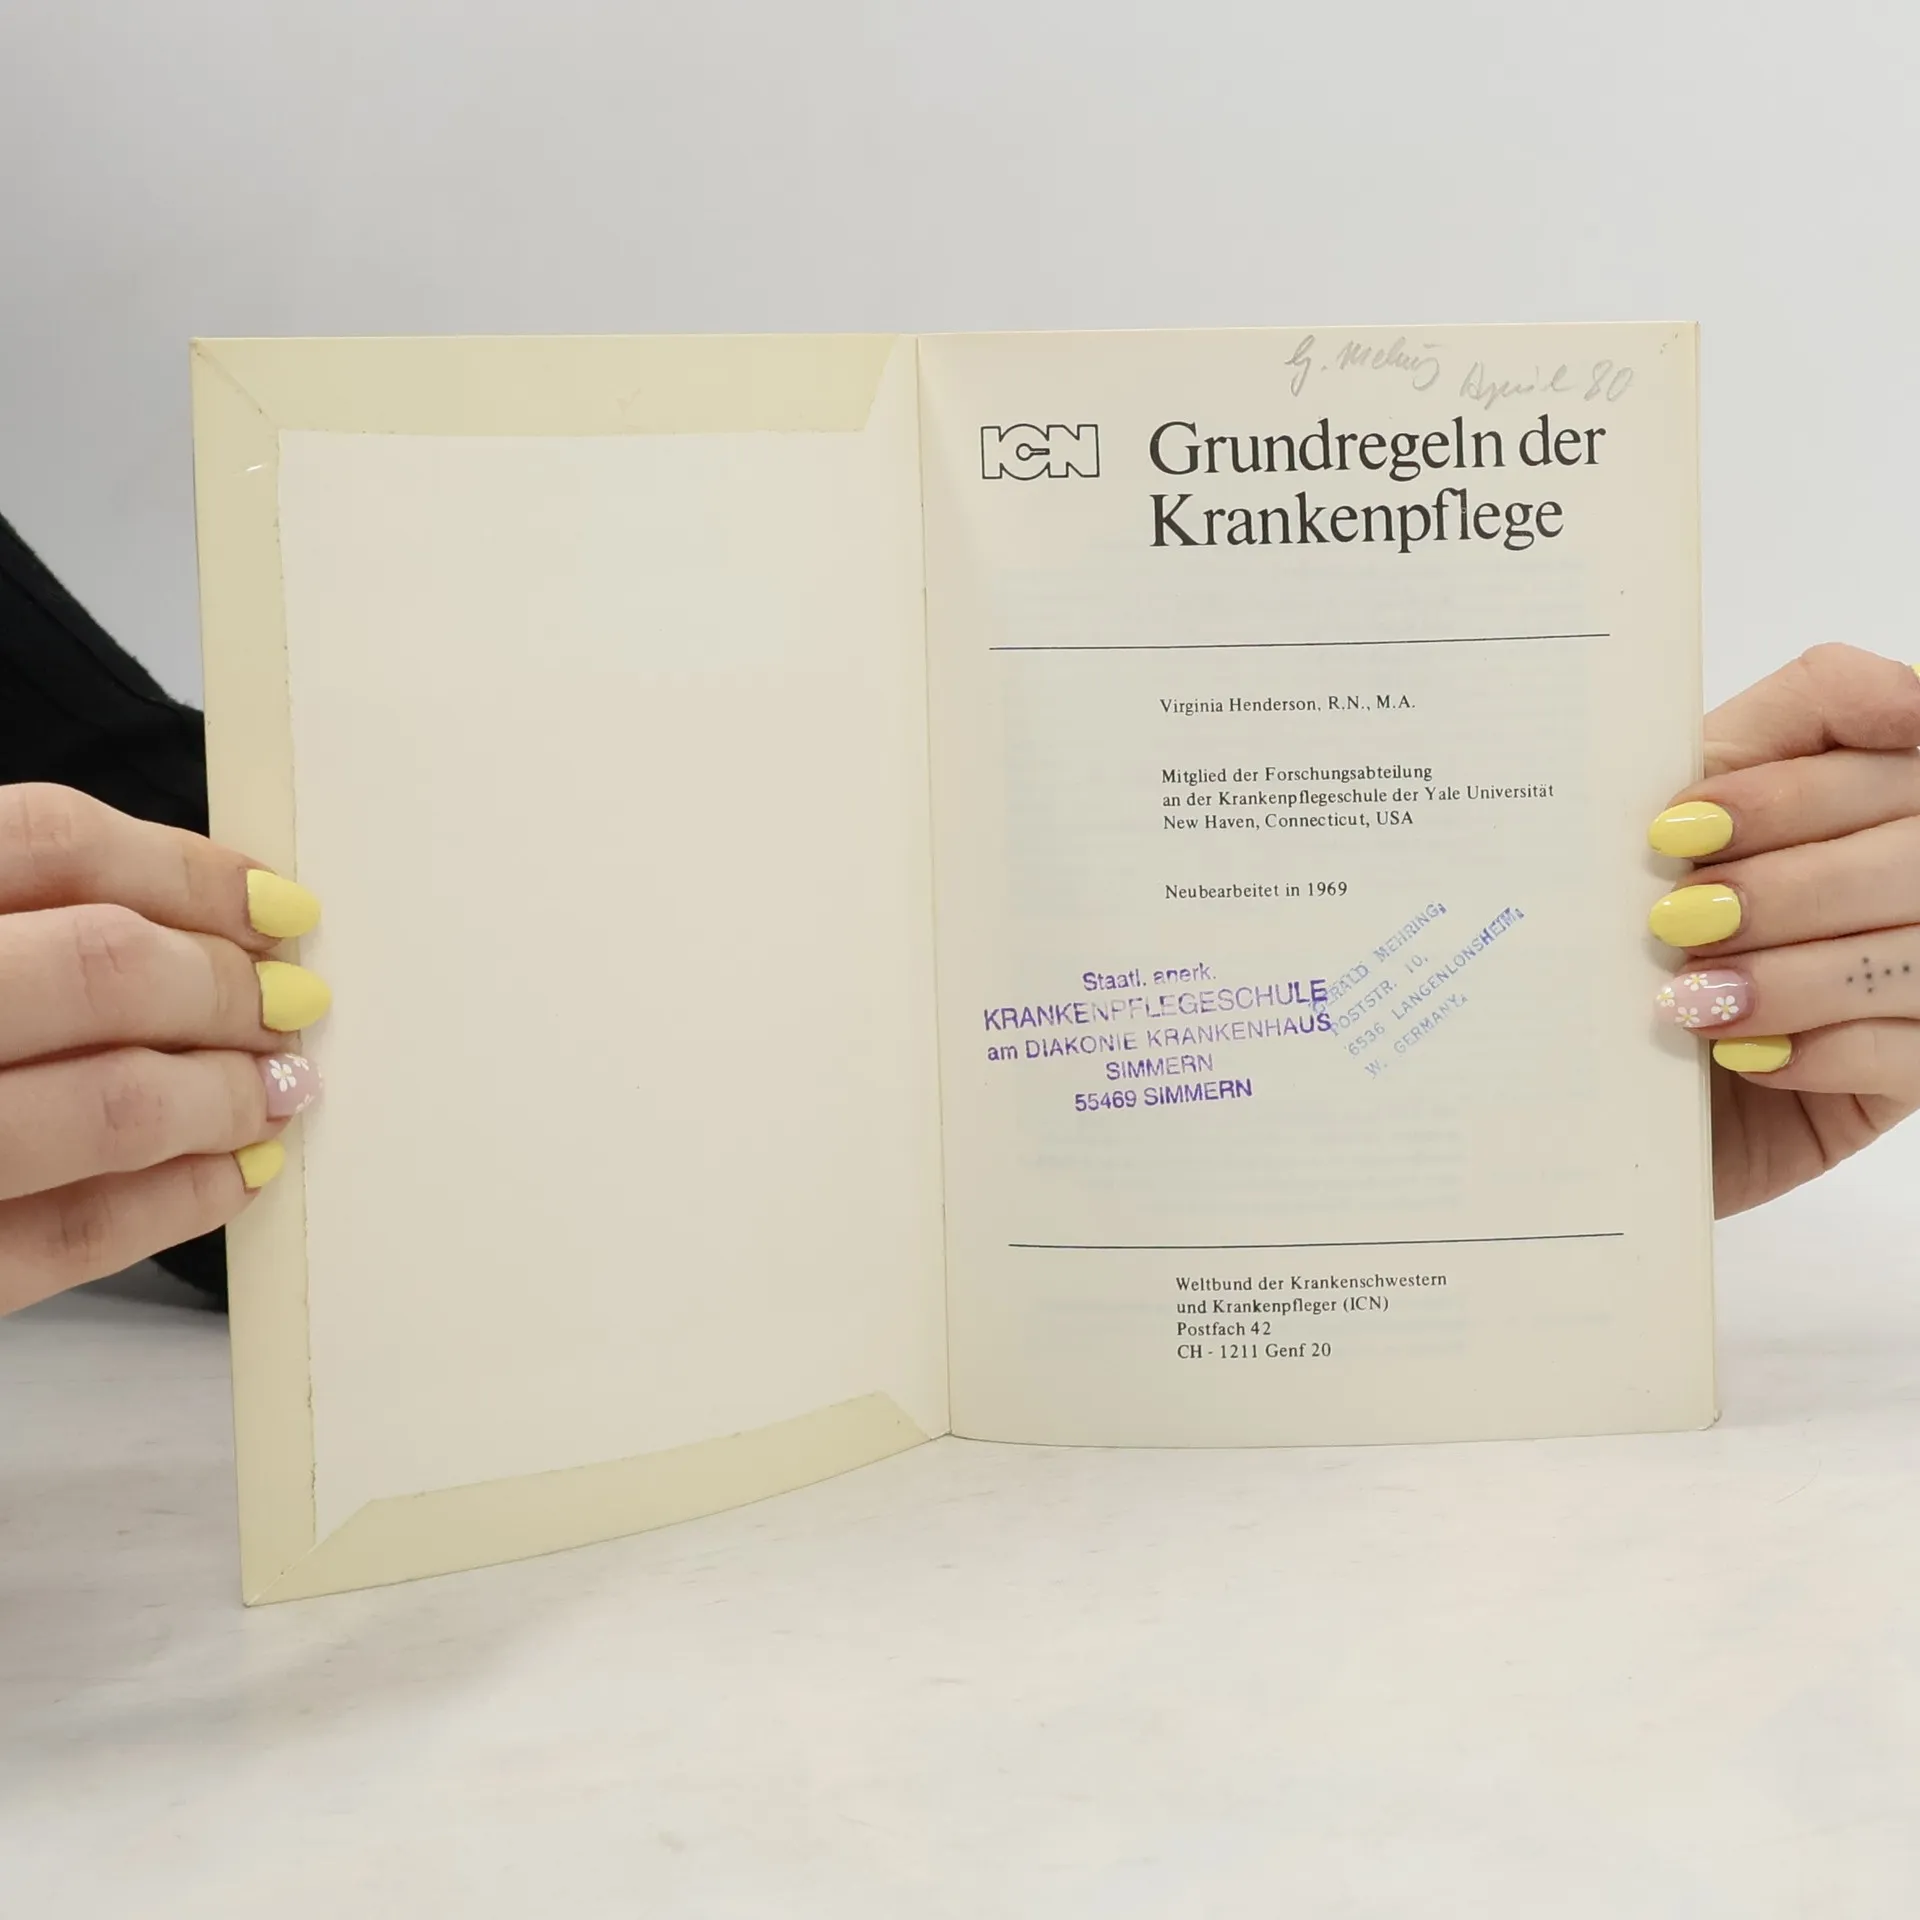 G. Mehring April 80
ICN
Grundregeln der
Krankenpflege
Virginia Henderson, R.N., M.A.
Mitglied der Forschungsabteilung
an der Krankenpflegeschule der Yale Universität
New Haven, Connecticut, USA
Neubearbeitet in 1969
Staatl. anerk.
KRANKENPFLEGESCHULE
am DIAKONIE KRANKENHAUS
SIMMERN
55469 SIMMERN
GERALD MEHRING,
POSTSTR. 10,
6536 LANGENLONSHEIM,
W. GERMANY,
Weltbund der Krankenschwestern
und Krankenpfleger (ICN)
Postfach 42
CH - 1211 Genf 20